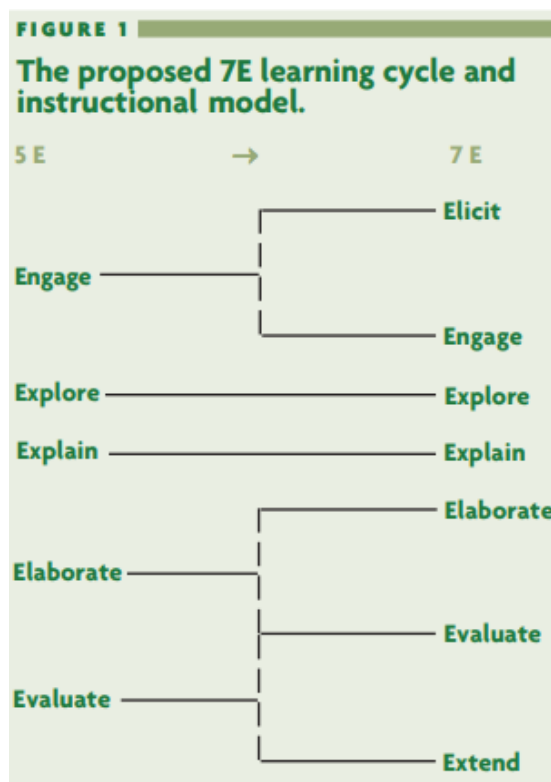 FIGURE 1
The proposed 7E learning cycle and
instructional model.
5 E → 7 E
Elicit
Engage
Engage
Explore Explore
Explain Explain
Elaborate
Elaborate
Evaluate
Evaluate
Extend